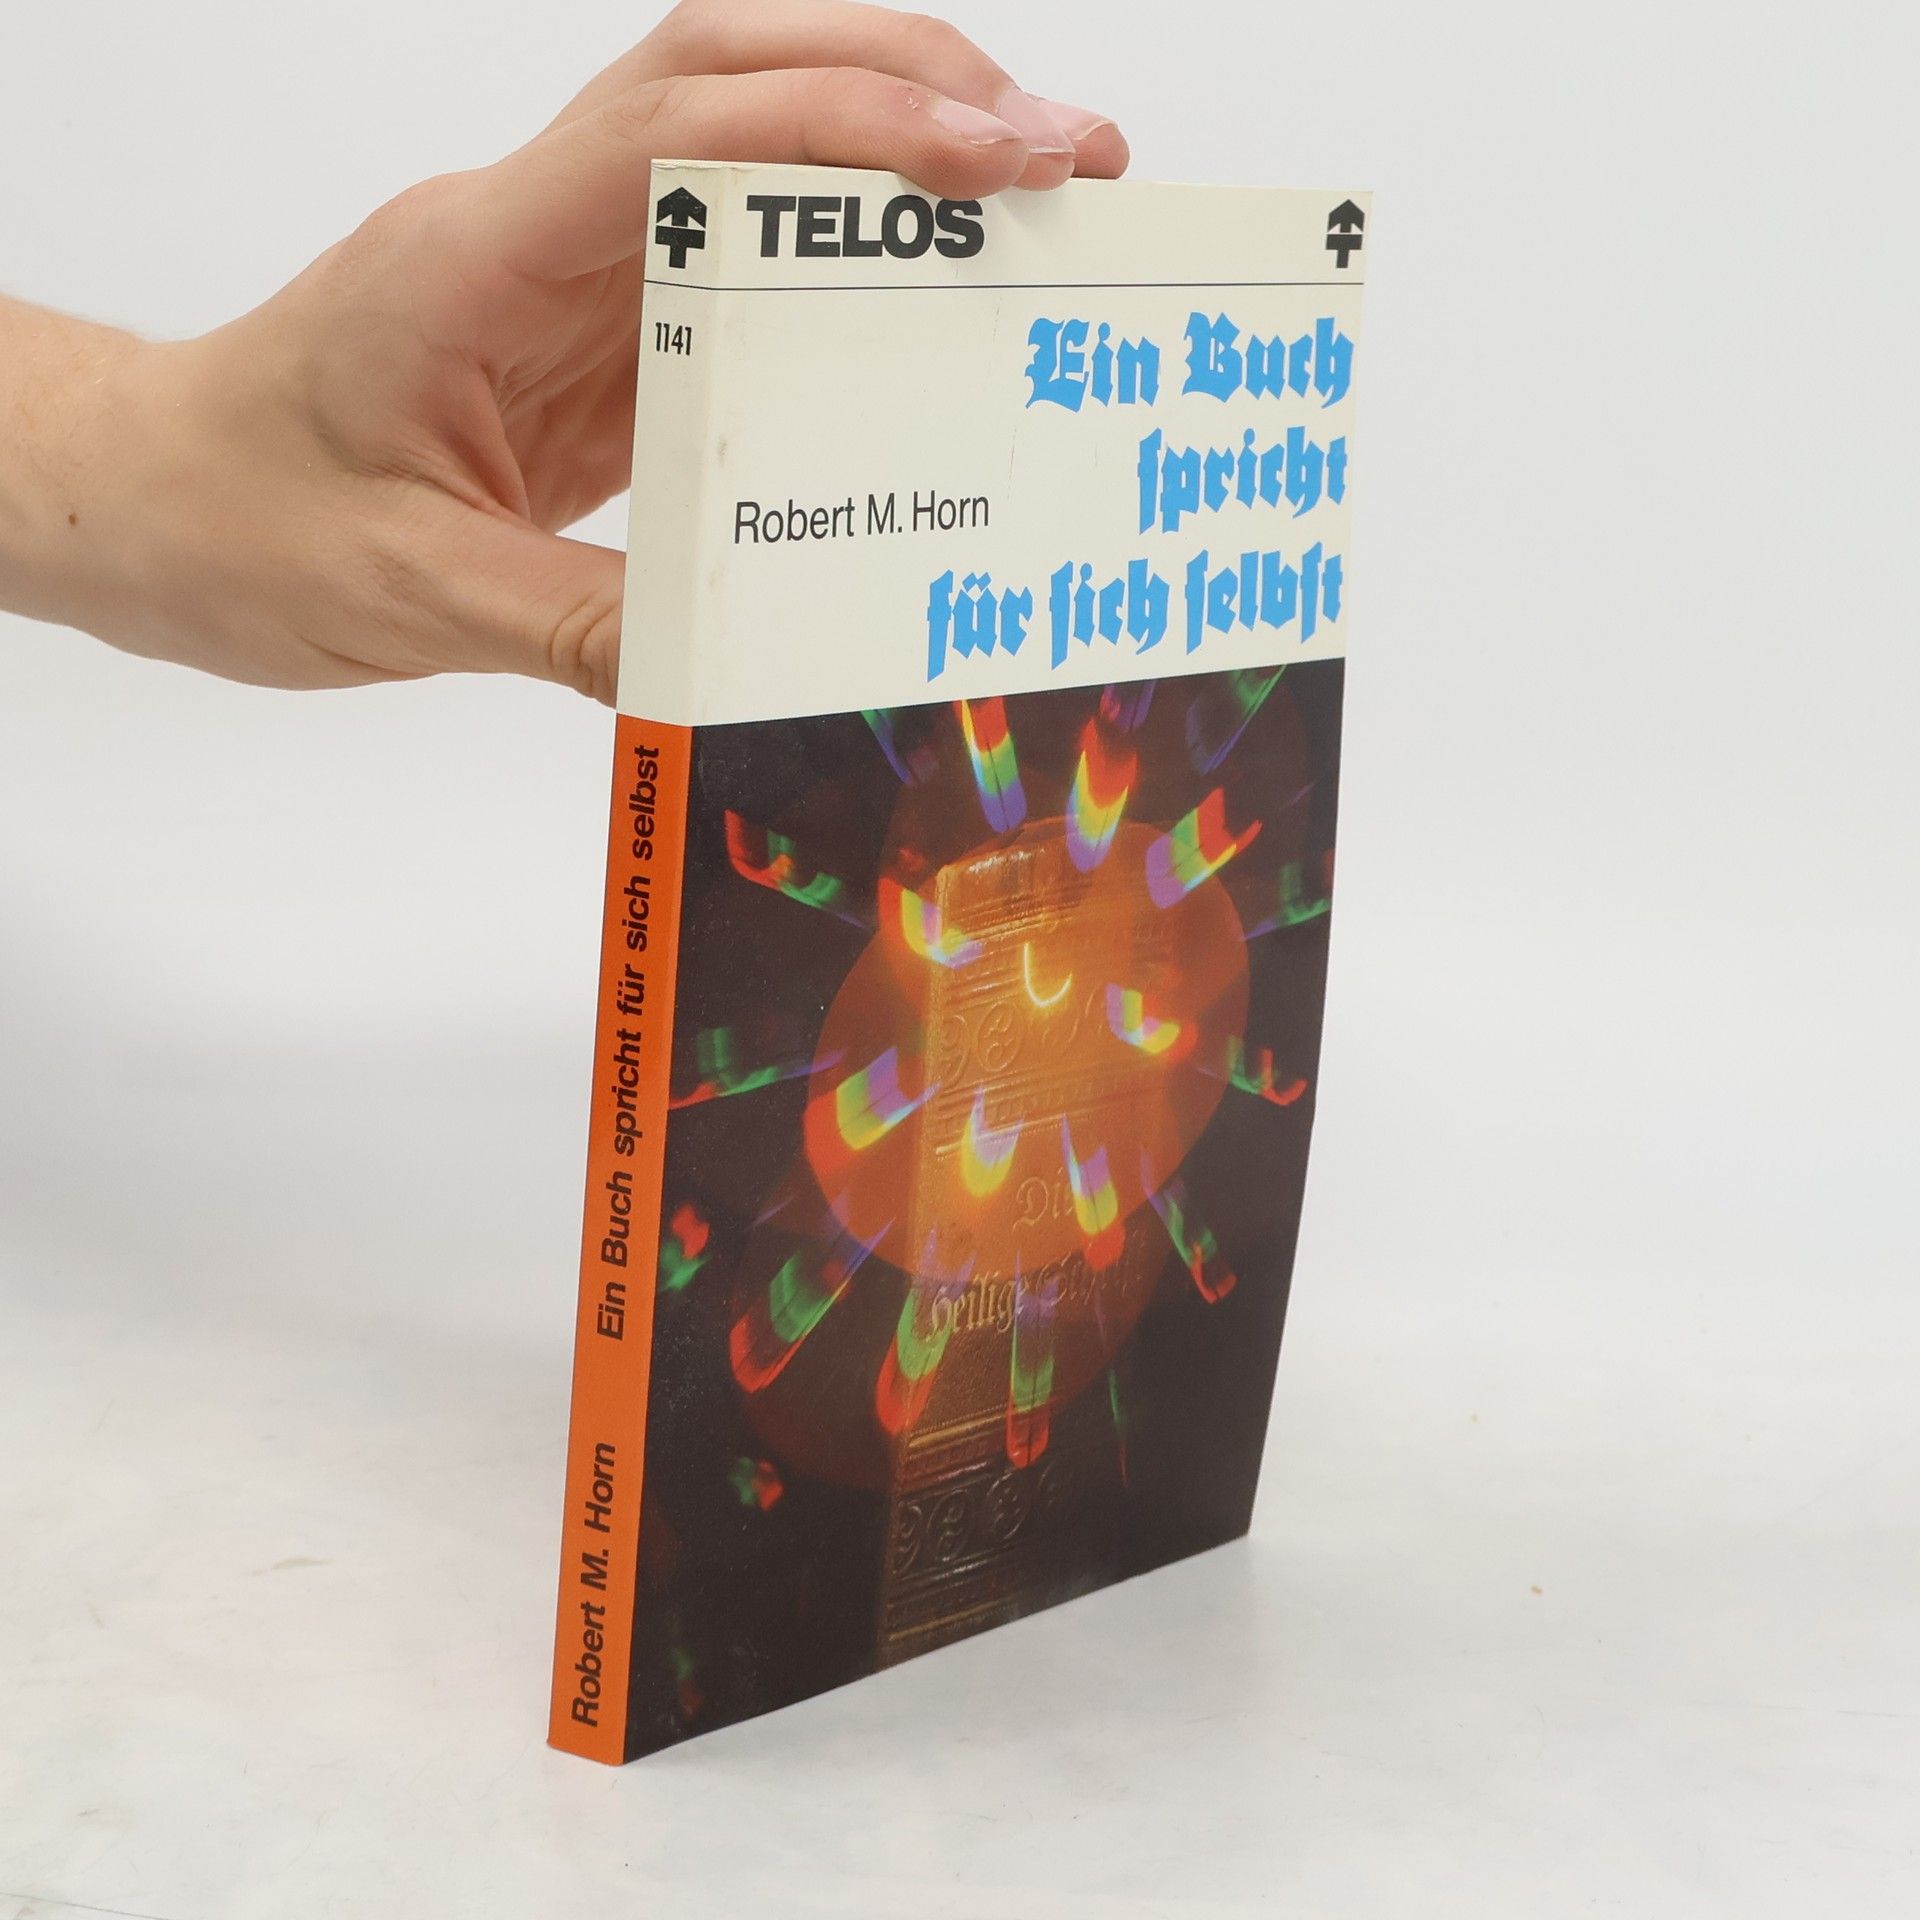 TELOS
1141
Ein Buch
spricht
Robert M. Horn
für sich selbst
Robert M. Horn Ein Buch spricht für sich selbst
Die
Heilige Schrift